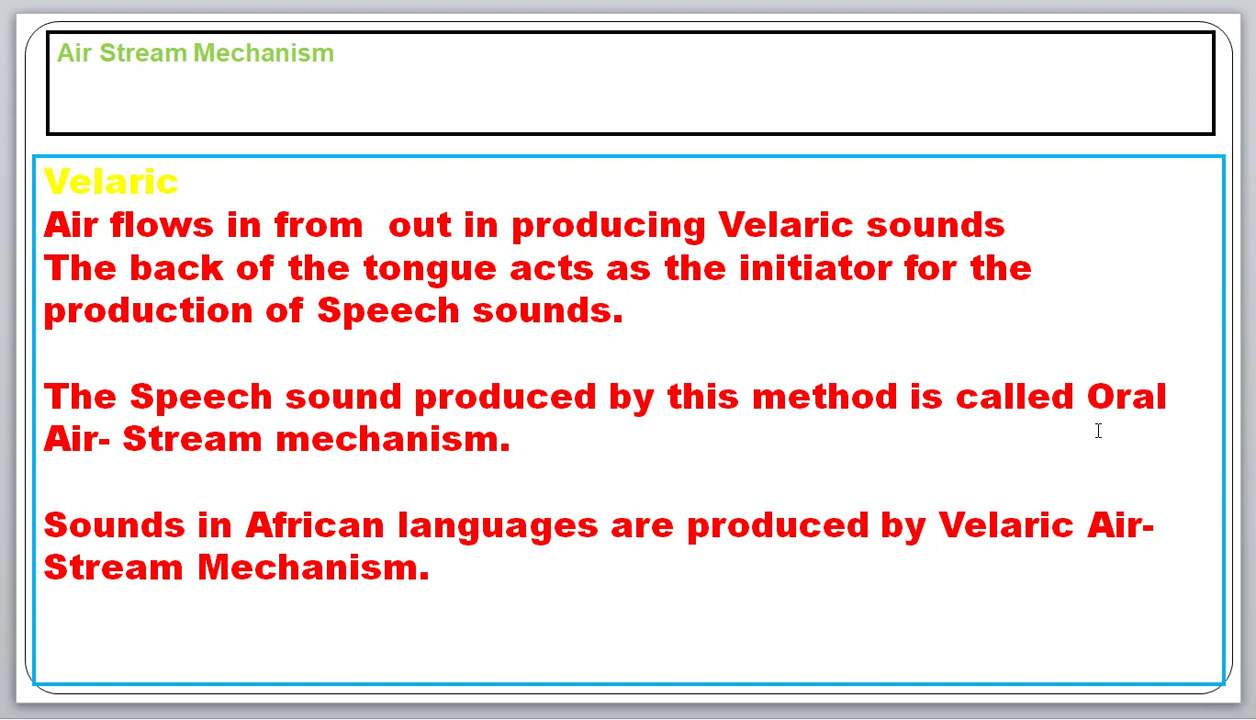 Air Stream Mechanism
Velaric
Air flows in from  out in producing Velaric sounds
The back of the tongue acts as the initiator for the
production of Speech sounds.
The Speech sound produced by this method is called Oral
Air- Stream mechanism.
Sounds in African languages are produced by Velaric Air-
Stream Mechanism.